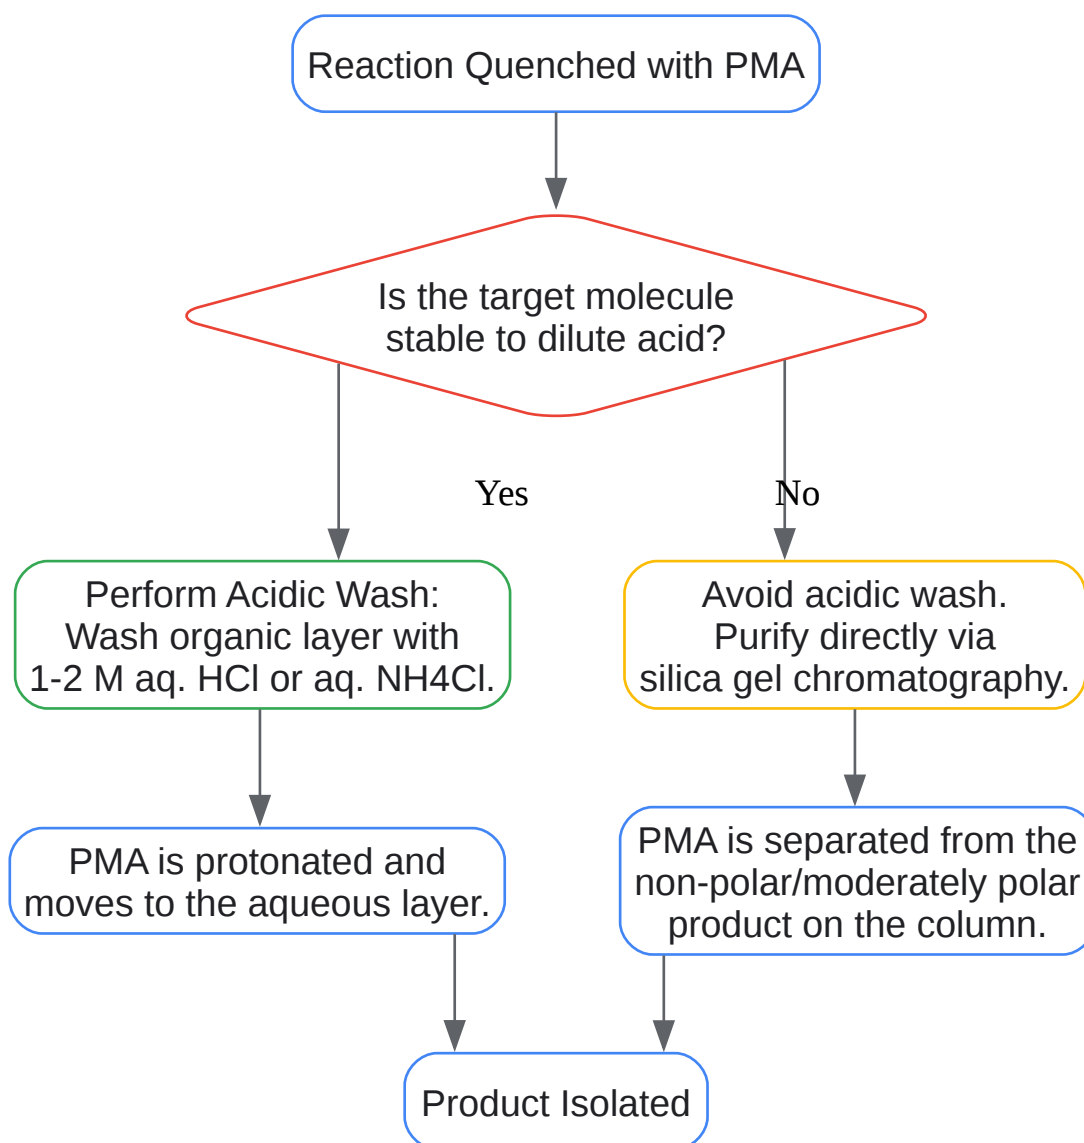 Reaction Quenched with PMA
Is the target molecule
stable to dilute acid?
Yes
No
Perform Acidic Wash:
Wash organic layer with
1-2 M aq. HCl or aq. NH4Cl.
Avoid acidic wash.
Purify directly via
silica gel chromatography.
PMA is protonated and
moves to the aqueous layer.
PMA is separated from the
non-polar/moderately polar
product on the column.
Product Isolated